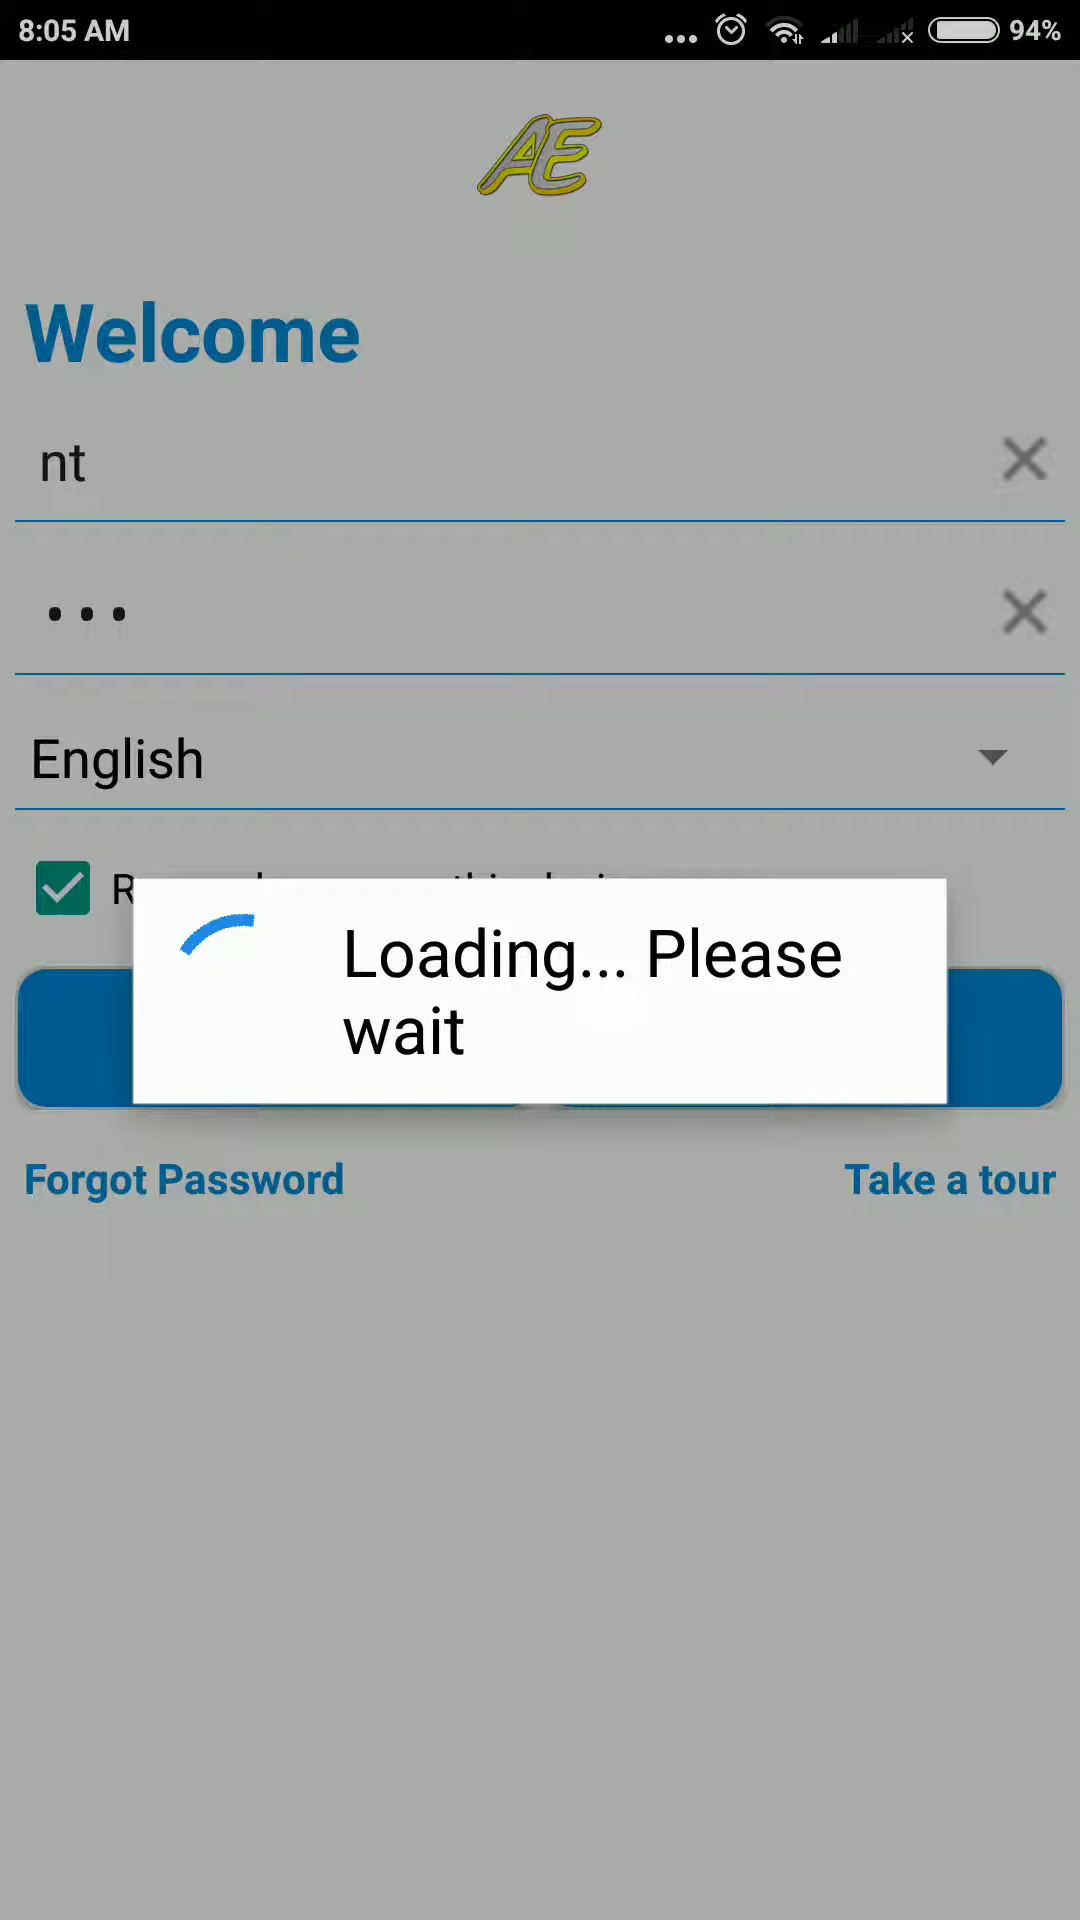 8:05 AM
94%
AE
Welcome
nt
English
Loading... Please
wait
Forgot Password
Take a tour